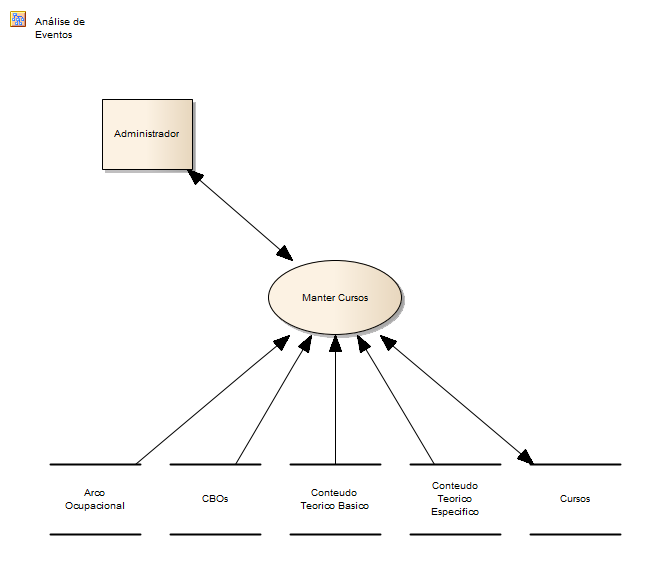 Análise de
Eventos
Administrador
Manter Cursos
Arco
Ocupacional
CBOs
Conteudo
Teorico Basico
Conteudo
Teorico
Especifico
Cursos